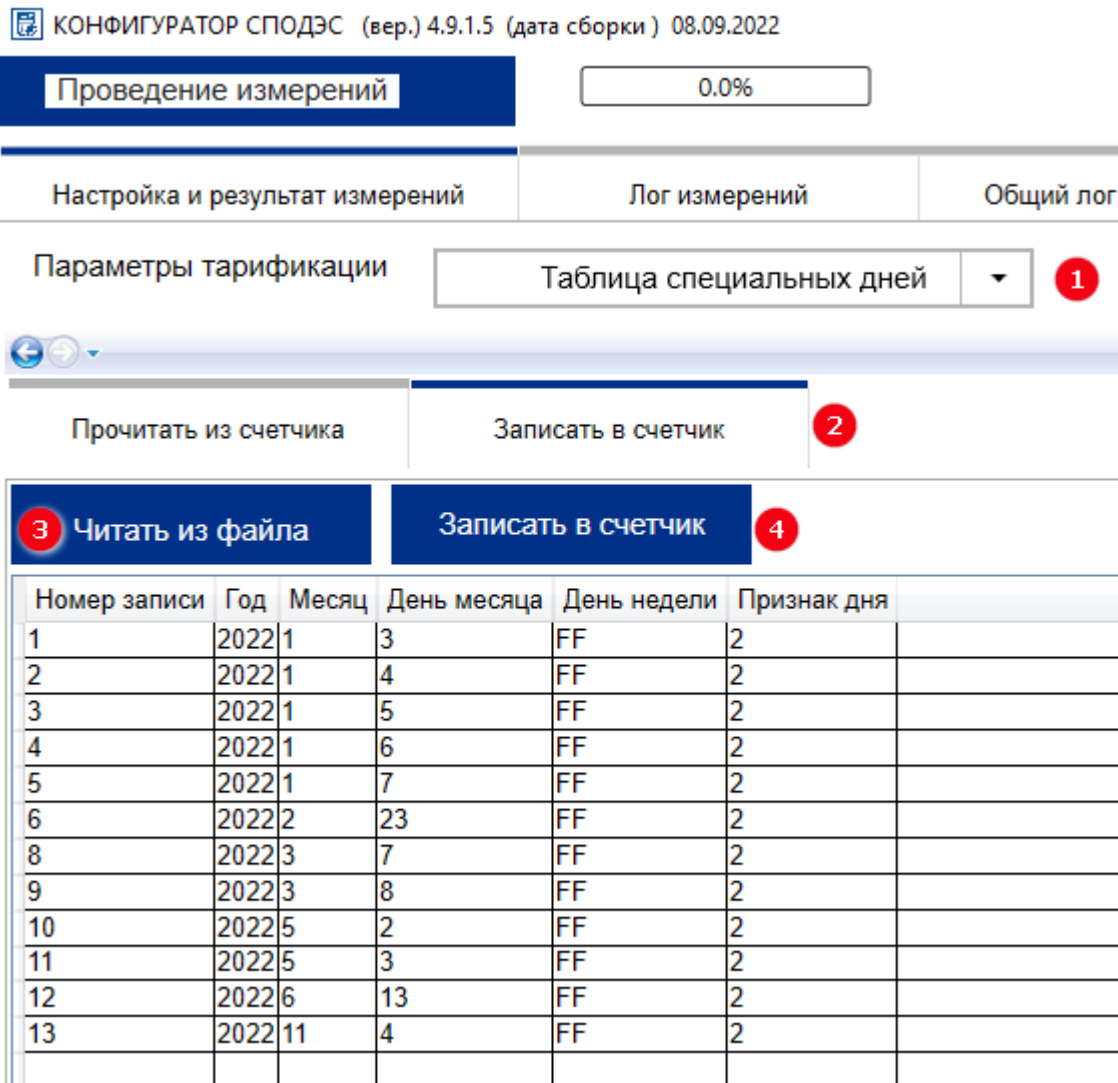 КОНФИГУРАТОР СПОДЭС (вер.) 4.9.1.5 (дата сборки ) 08.09.2022
Проведение измерений 0.0%
Настройка и результат измерений Лог измерений Общий лог
Параметры тарификации Таблица специальных дней 1
Прочитать из счетчика Записать в счетчик 2
3 Читать из файла Записать в счетчик 4
Номер записи Год Месяц День месяца День недели Признак дня
1 2022 1 3 FF 2
2 2022 1 4 FF 2
3 2022 1 5 FF 2
4 2022 1 6 FF 2
5 2022 1 7 FF 2
6 2022 2 23 FF 2
8 2022 3 7 FF 2
9 2022 3 8 FF 2
10 2022 5 2 FF 2
11 2022 5 3 FF 2
12 2022 6 13 FF 2
13 2022 11 4 FF 2